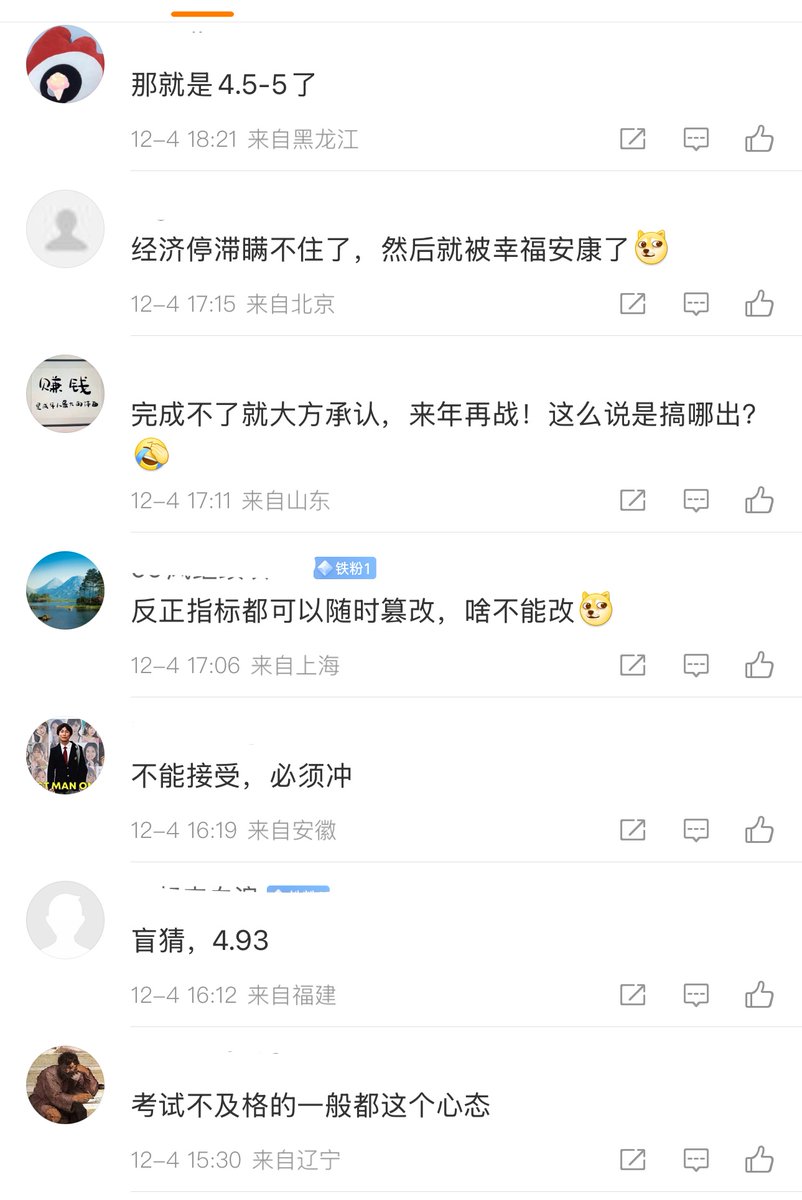 那就是4.5-5了
12-4 18:21 来自黑龙江
经济停滞瞒不住了，然后就被幸福安康了
12-4 17:15 来自北京
赚钱
完成不了就大方承认，来年再战！这么说是搞哪出？
12-4 17:11 来自山东
铁粉1
反正指标都可以随时篡改，啥不能改
12-4 17:06 来自上海
不能接受，必须冲
T MAN O
12-4 16:19 来自安徽
盲猜，4.93
12-4 16:12 来自福建
考试不及格的一般都这个心态
12-4 15:30 来自辽宁